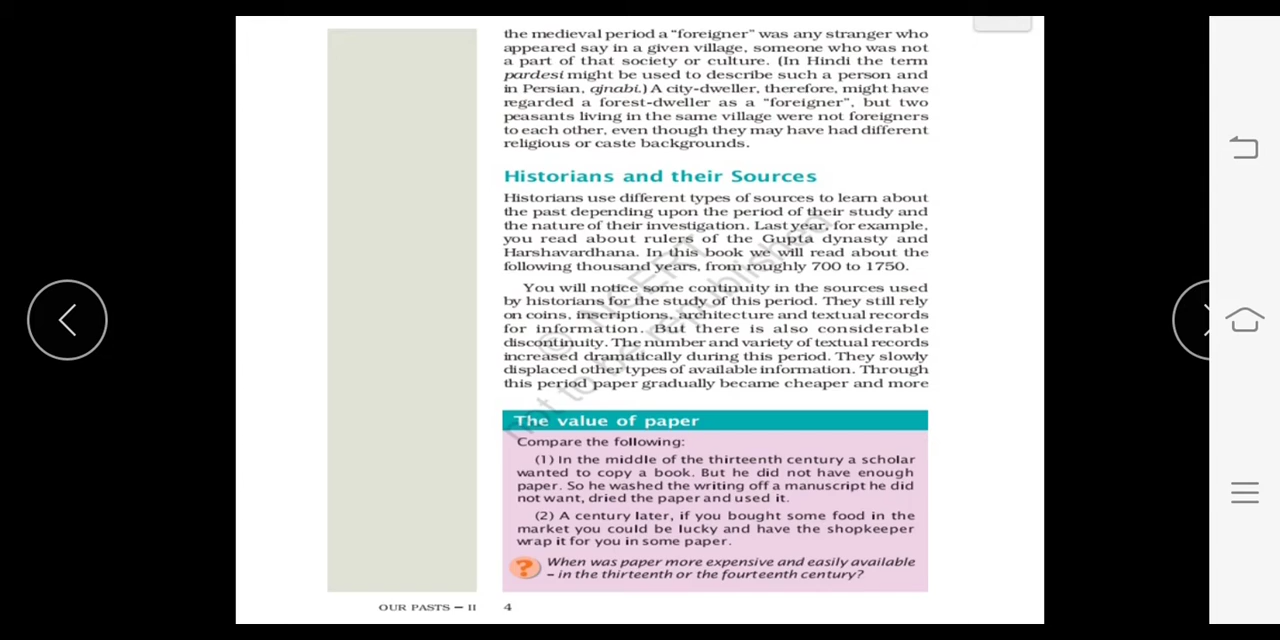 the medieval period a “foreigner” was any stranger who
appeared say in a given village, someone who was not
a part of that society or culture. (In Hindi the term
pardesi might be used to describe such a person and
in Persian, ajnabi.) A city-dweller, therefore, might have
regarded a forest-dweller as a “foreigner”, but two
peasants living in the same village were not foreigners
to each other, even though they may have had different
religious or caste backgrounds.
Historians and their Sources
Historians use different types of sources to learn about
the past depending upon the period of their study and
the nature of their investigation. Last year, for example,
you read about rulers of the Gupta dynasty and
Harshavardhana. In this book we will read about the
following thousand years, from roughly 700 to 1750.
You will notice some continuity in the sources used
by historians for the study of this period. They still rely
on coins, inscriptions, architecture and textual records
for information. But there is also considerable
discontinuity. The number and variety of textual records
increased dramatically during this period. They slowly
displaced other types of available information. Through
this period paper gradually became cheaper and more
© NCERT
not to be republished
The value of paper
Compare the following:
(1) In the middle of the thirteenth century a scholar
wanted to copy a book. But he did not have enough
paper. So he washed the writing off a manuscript he did
not want, dried the paper and used it.
(2) A century later, if you bought some food in the
market you could be lucky and have the shopkeeper
wrap it for you in some paper.
? When was paper more expensive and easily available
– in the thirteenth or the fourteenth century?
OUR PASTS – II 4